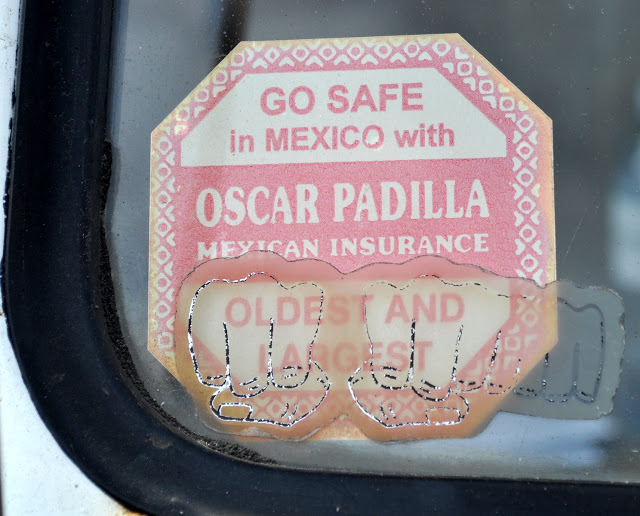 GO SAFE
in MEXICO with
OSCAR PADILLA
MEXICAN INSURANCE
OLDEST AND
LARGEST